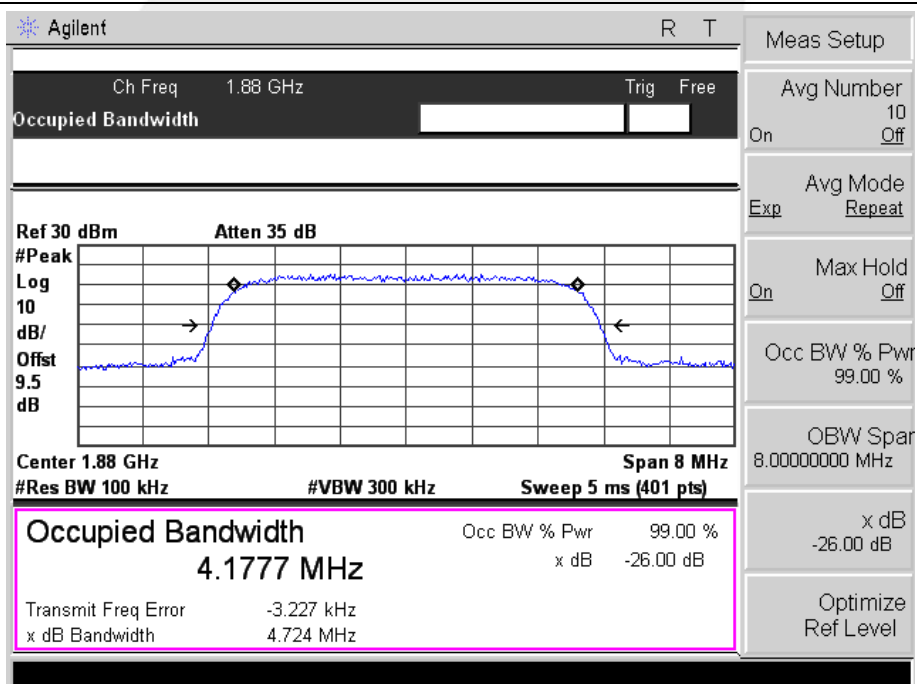 Agilent R T
Ch Freq 1.88 GHz Trig Free
Occupied Bandwidth
Ref 30 dBm Atten 35 dB
#Peak
Log
10
dB/
Offst
9.5
dB
Center 1.88 GHz Span 8 MHz
#Res BW 100 kHz #VBW 300 kHz Sweep 5 ms (401 pts)
Occupied Bandwidth
4.1777 MHz
Occ BW % Pwr 99.00 %
x dB -26.00 dB
Transmit Freq Error -3.227 kHz
x dB Bandwidth 4.724 MHz
Meas Setup
Avg Number
10
On Off
Avg Mode
Exp Repeat
Max Hold
On Off
Occ BW % Pwr
99.00 %
OBW Spar
8.00000000 MHz
x dB
-26.00 dB
Optimize
Ref Level